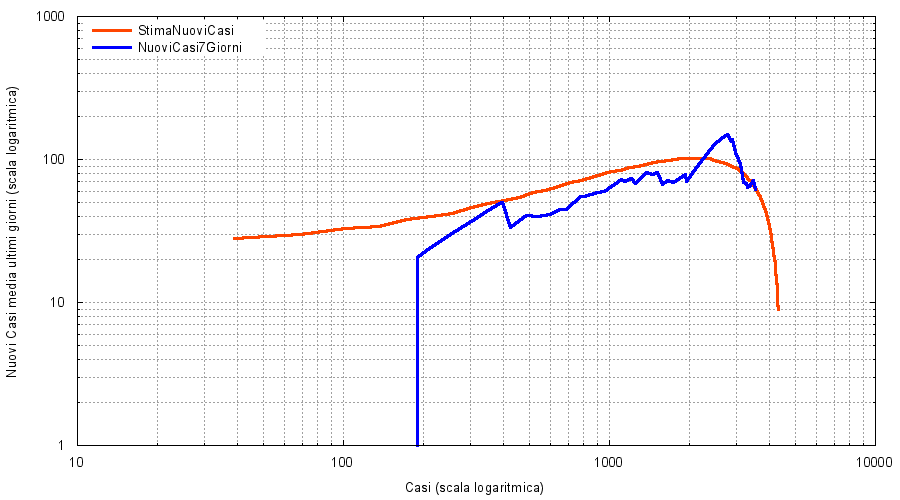 1000
StimaNuoviCasi
NuoviCasi7Giorni
100
10
1
Nuovi Casi media ultimi giorni (scala logaritmica)
10
100
1000
10000
Casi (scala logaritmica)